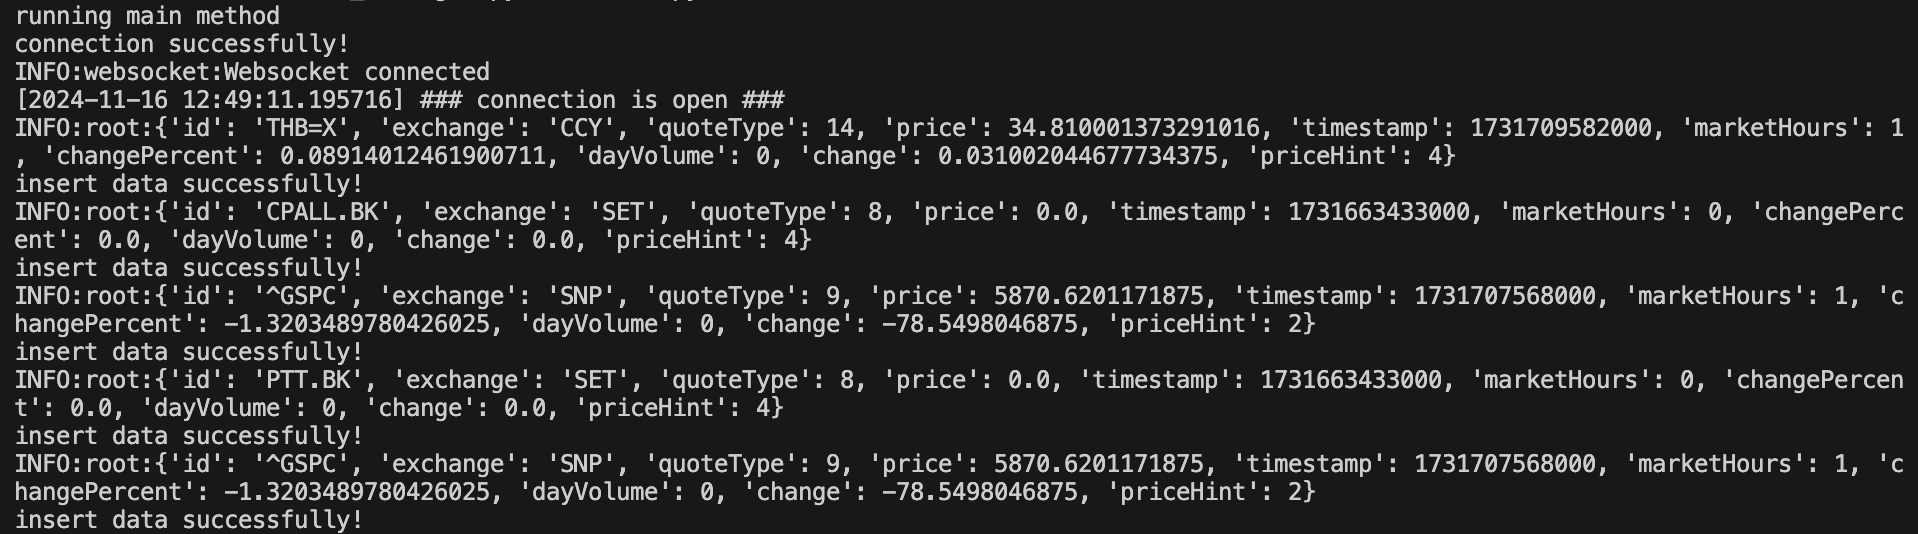 running main method
connection successfully!
INFO:websocket:Websocket connected
[2024-11-16 12:49:11.195716] ### connection is open ###
INFO:root:{'id': 'THB=X', 'exchange': 'CCY', 'quoteType': 14, 'price': 34.810001373291016, 'timestamp': 1731709582000, 'marketHours': 1
, 'changePercent': 0.08914012461900711, 'dayVolume': 0, 'change': 0.031002044677734375, 'priceHint': 4}
insert data successfully!
INFO:root:{'id': 'CPALL.BK', 'exchange': 'SET', 'quoteType': 8, 'price': 0.0, 'timestamp': 1731663433000, 'marketHours': 0, 'changePerc
ent': 0.0, 'dayVolume': 0, 'change': 0.0, 'priceHint': 4}
insert data successfully!
INFO:root:{'id': '^GSPC', 'exchange': 'SNP', 'quoteType': 9, 'price': 5870.6201171875, 'timestamp': 1731707568000, 'marketHours': 1, 'c
hangePercent': -1.3203489780426025, 'dayVolume': 0, 'change': -78.5498046875, 'priceHint': 2}
insert data successfully!
INFO:root:{'id': 'PTT.BK', 'exchange': 'SET', 'quoteType': 8, 'price': 0.0, 'timestamp': 1731663433000, 'marketHours': 0, 'changePercen
t': 0.0, 'dayVolume': 0, 'change': 0.0, 'priceHint': 4}
insert data successfully!
INFO:root:{'id': '^GSPC', 'exchange': 'SNP', 'quoteType': 9, 'price': 5870.6201171875, 'timestamp': 1731707568000, 'marketHours': 1, 'c
hangePercent': -1.3203489780426025, 'dayVolume': 0, 'change': -78.5498046875, 'priceHint': 2}
insert data successfully!